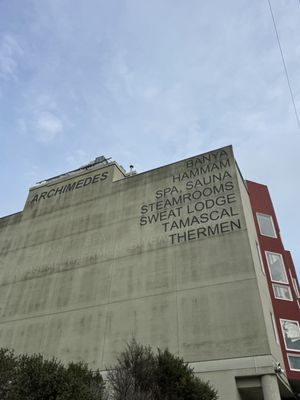 ARCHIMEDES
BANYA
HAMMAM
SPA, SAUNA
STEAMROOMS
SWEAT LODGE
TAMASCAL
THERMEN